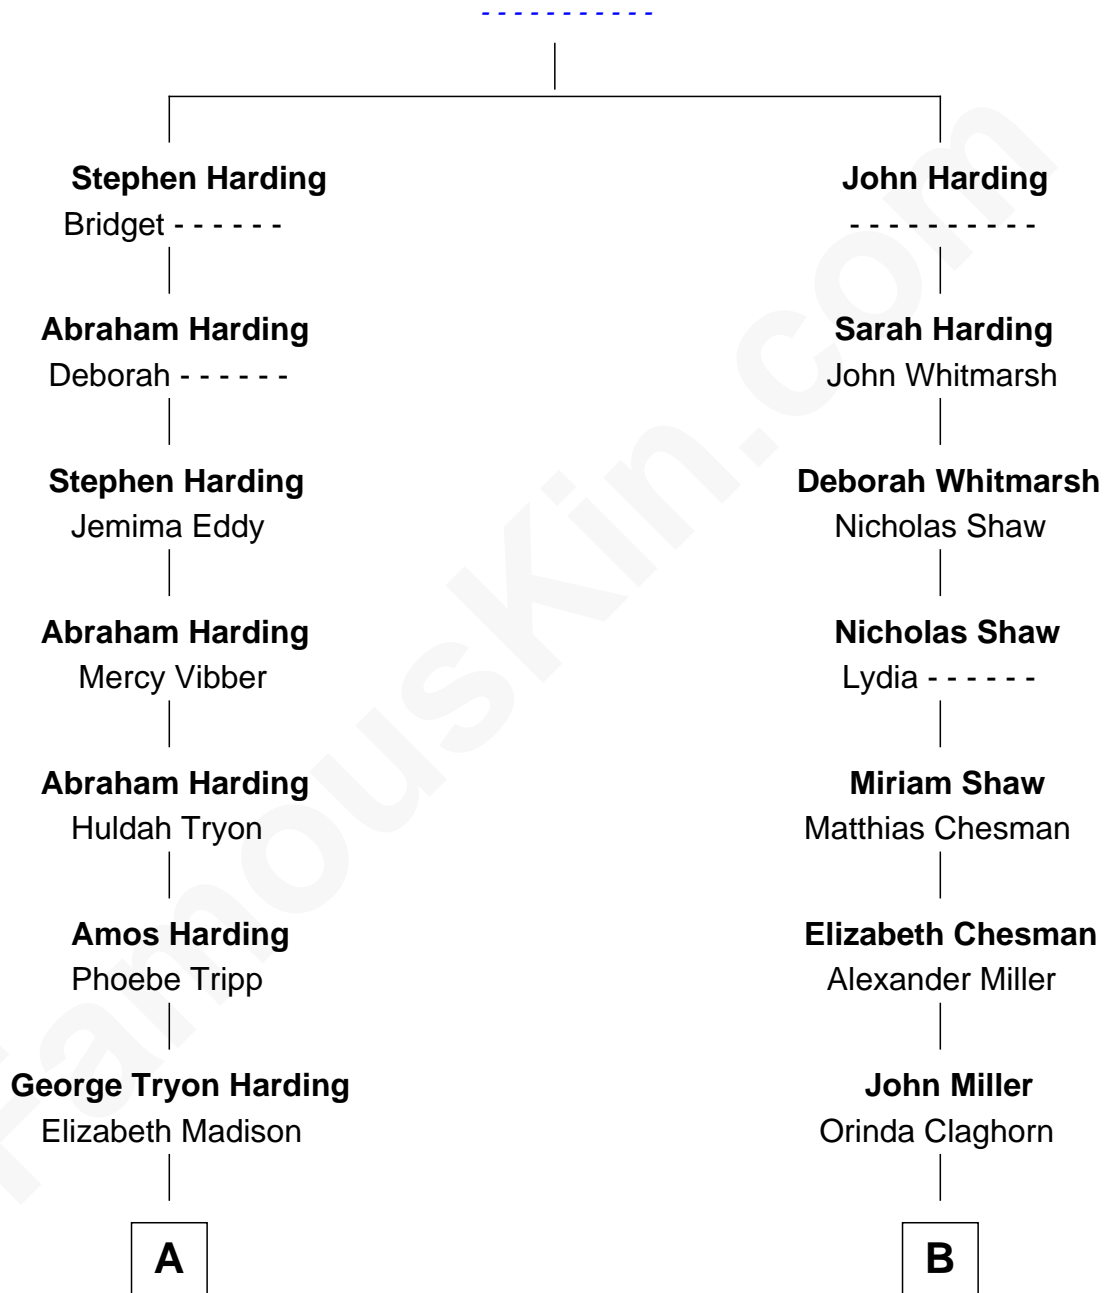 - - - - - - - - - - -
Stephen Harding
Bridget - - - - - -
John Harding
- - - - - - - - - -
Abraham Harding
Deborah - - - - - -
Sarah Harding
John Whitmarsh
Stephen Harding
Jemima Eddy
Deborah Whitmarsh
Nicholas Shaw
Abraham Harding
Mercy Vibber
Nicholas Shaw
Lydia - - - - - -
Abraham Harding
Huldah Tryon
Miriam Shaw
Matthias Chesman
Amos Harding
Phoebe Tripp
Elizabeth Chesman
Alexander Miller
George Tryon Harding
Elizabeth Madison
John Miller
Orinda Claghorn
A
B
FamousKin.com